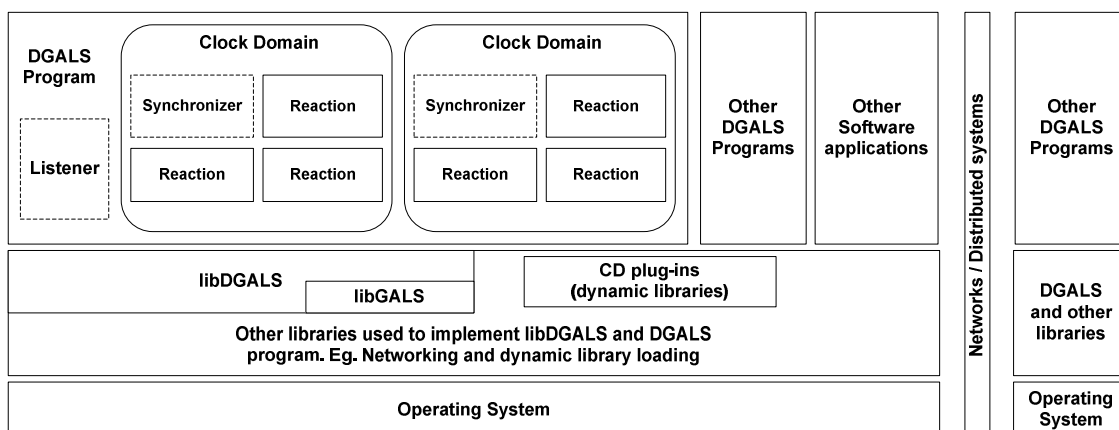 DGALS
Program
Listener
Clock Domain
Synchronizer
Reaction
Reaction
Reaction
Clock Domain
Synchronizer
Reaction
Reaction
Reaction
Other
DGALS
Programs
Other
Software
applications
Networks / Distributed systems
Other
DGALS
Programs
libDGALS
libGALS
CD plug-ins
(dynamic libraries)
Other libraries used to implement libDGALS and DGALS
program. Eg. Networking and dynamic library loading
DGALS
and other
libraries
Operating System
Operating
System